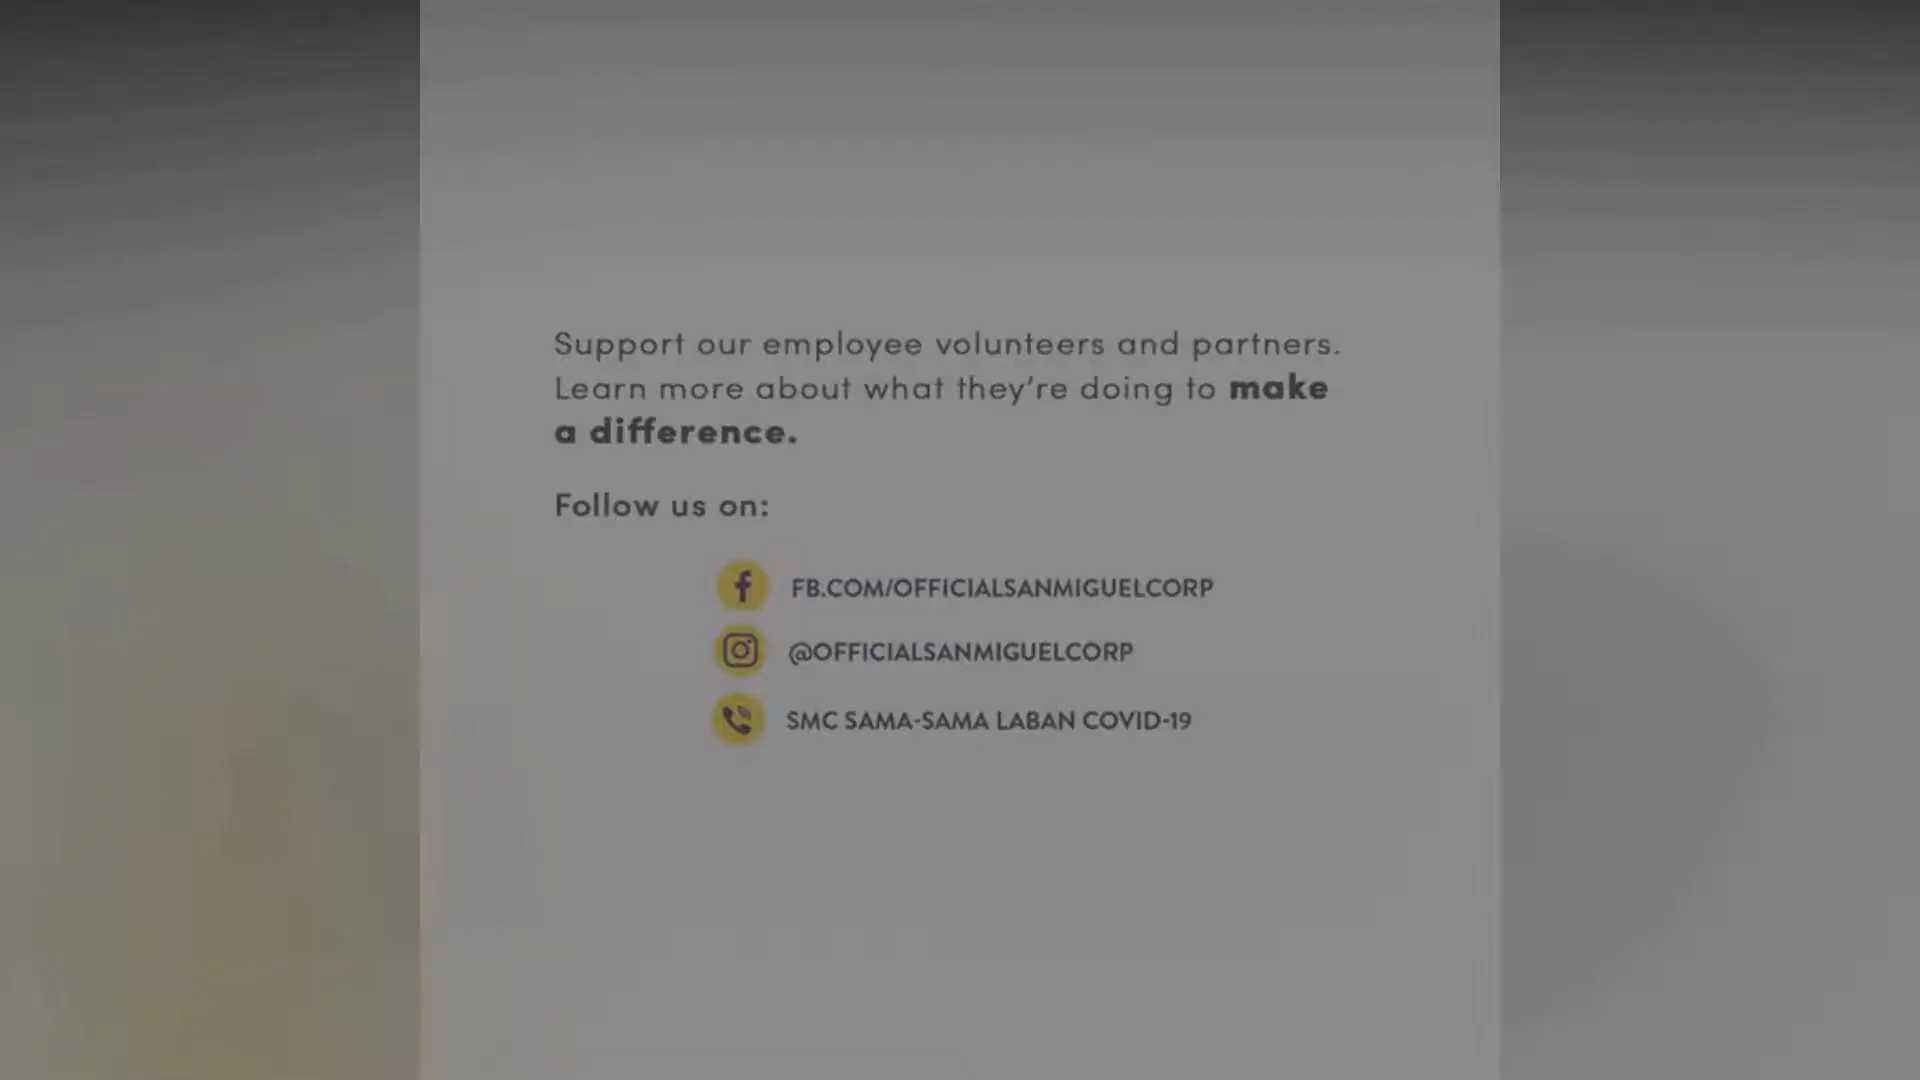 Support our employee volunteers and partners.
Learn more about what they're doing to make
a difference.
Follow us on:
FB.COM/OFFICIALSANMIGUELCORP
@OFFICIALSANMIGUELCORP
SMC SAMA-SAMA LABAN COVID-19